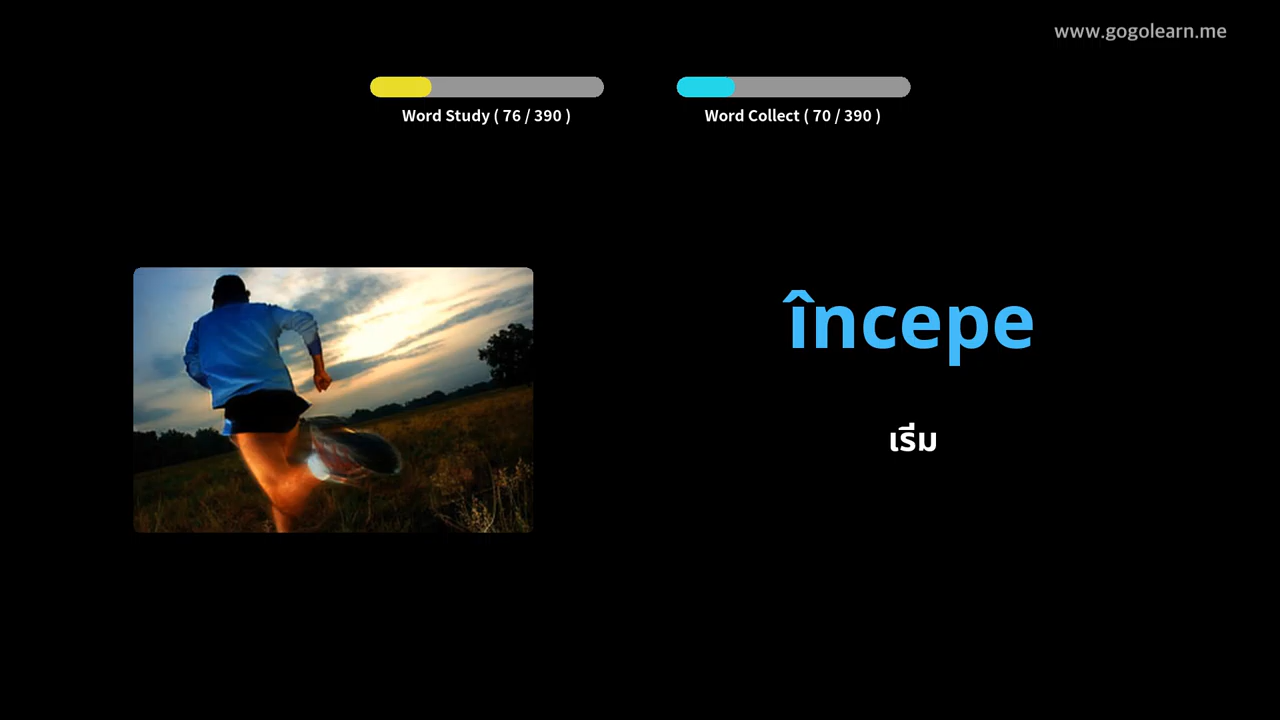 www.gogolearn.me
Word Study ( 76 / 390 )
Word Collect ( 70 / 390 )
începe
เริ่ม